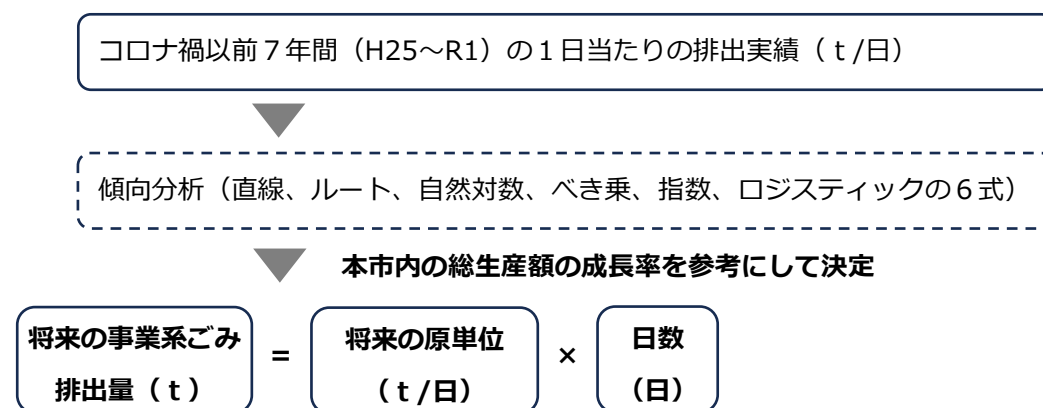 コロナ禍以前７年間（H25～R1）の１日当たりの排出実績（ｔ/日）
傾向分析（直線、ルート、自然対数、べき乗、指数、ロジスティックの６式）
本市内の総生産額の成長率を参考にして決定
将来の事業系ごみ
排出量（ｔ）
=
将来の原単位
（ｔ/日）
×
日数
（日）